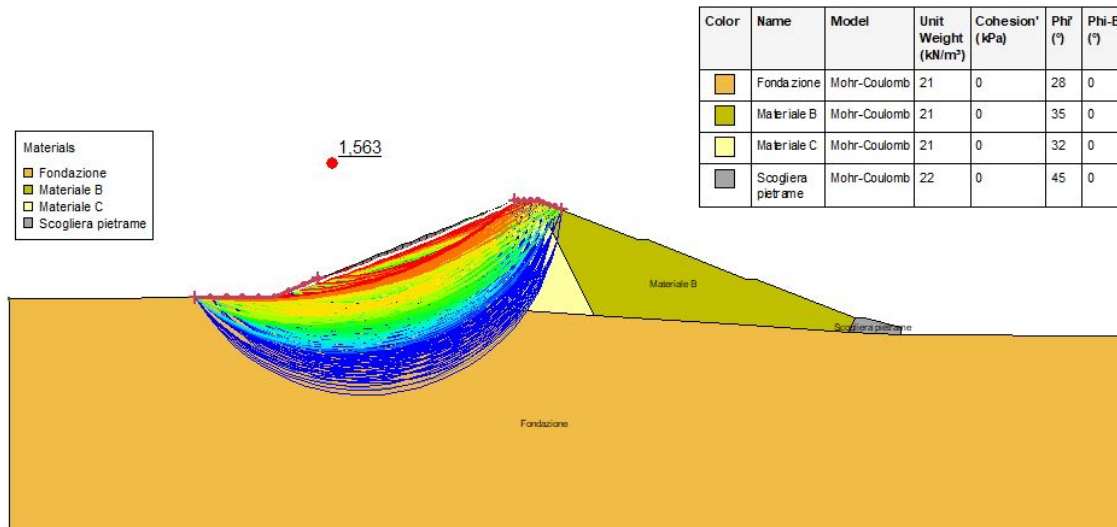 Color Name Model Unit Weight (kN/m³) Cohesion' (kPa) Phi' (°) Phi-B (°)
Fondazione Mohr-Coulomb 21 0 28 0
Materiale B Mohr-Coulomb 21 0 35 0
Materiale C Mohr-Coulomb 21 0 32 0
Scogliera pietrame Mohr-Coulomb 22 0 45 0
Materials
Fondazione
Materiale B
Materiale C
Scogliera pietrame
1,563
Materiale B
Scogliera pietrame
Fondazione